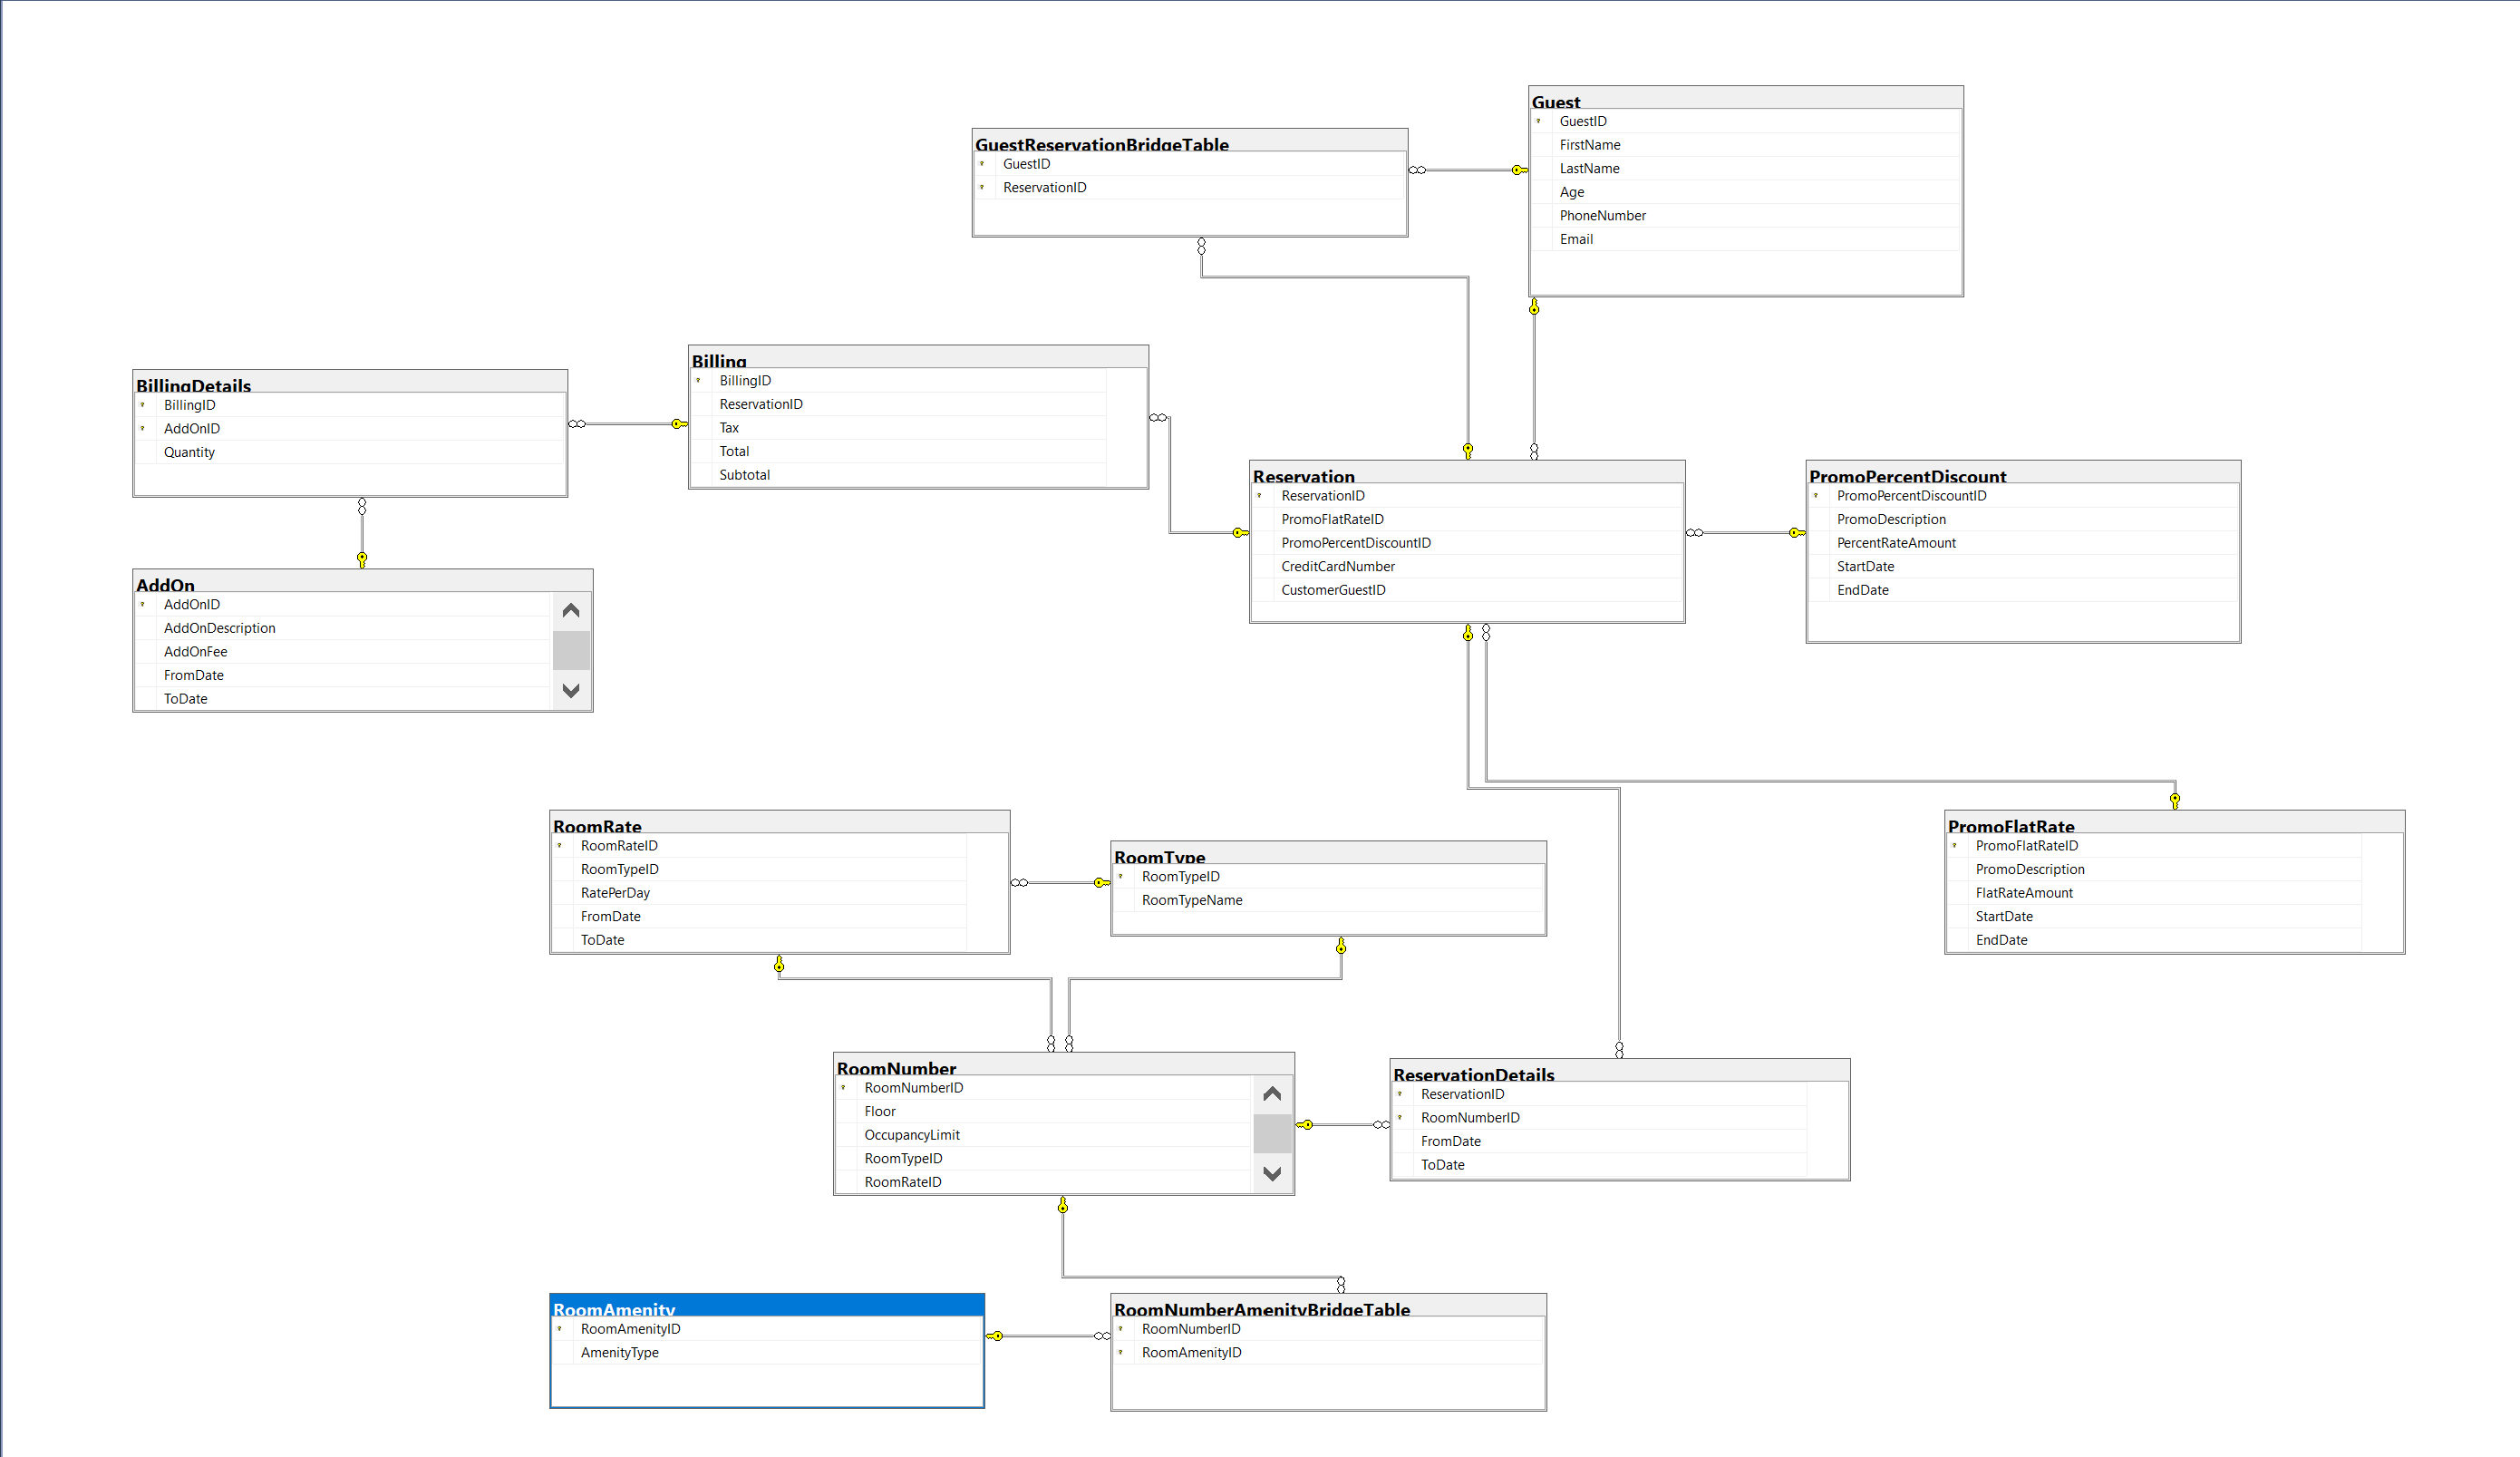 Guest
GuestID
FirstName
LastName
Age
PhoneNumber
Email
GuestReservationBridgeTable
GuestID
ReservationID
Billing
BillingID
ReservationID
Tax
Total
Subtotal
BillingDetails
BillingID
AddOnID
Quantity
AddOn
AddOnID
AddOnDescription
AddOnFee
FromDate
ToDate
Reservation
ReservationID
PromoFlatRateID
PromoPercentDiscountID
CreditCardNumber
CustomerGuestID
PromoPercentDiscount
PromoPercentDiscountID
PromoDescription
PercentRateAmount
StartDate
EndDate
RoomRate
RoomRateID
RoomTypeID
RatePerDay
FromDate
ToDate
RoomType
RoomTypeID
RoomTypeName
PromoFlatRate
PromoFlatRateID
PromoDescription
FlatRateAmount
StartDate
EndDate
RoomNumber
RoomNumberID
Floor
OccupancyLimit
RoomTypeID
RoomRateID
ReservationDetails
ReservationID
RoomNumberID
FromDate
ToDate
RoomAmenity
RoomAmenityID
AmenityType
RoomNumberAmenityBridgeTable
RoomNumberID
RoomAmenityID